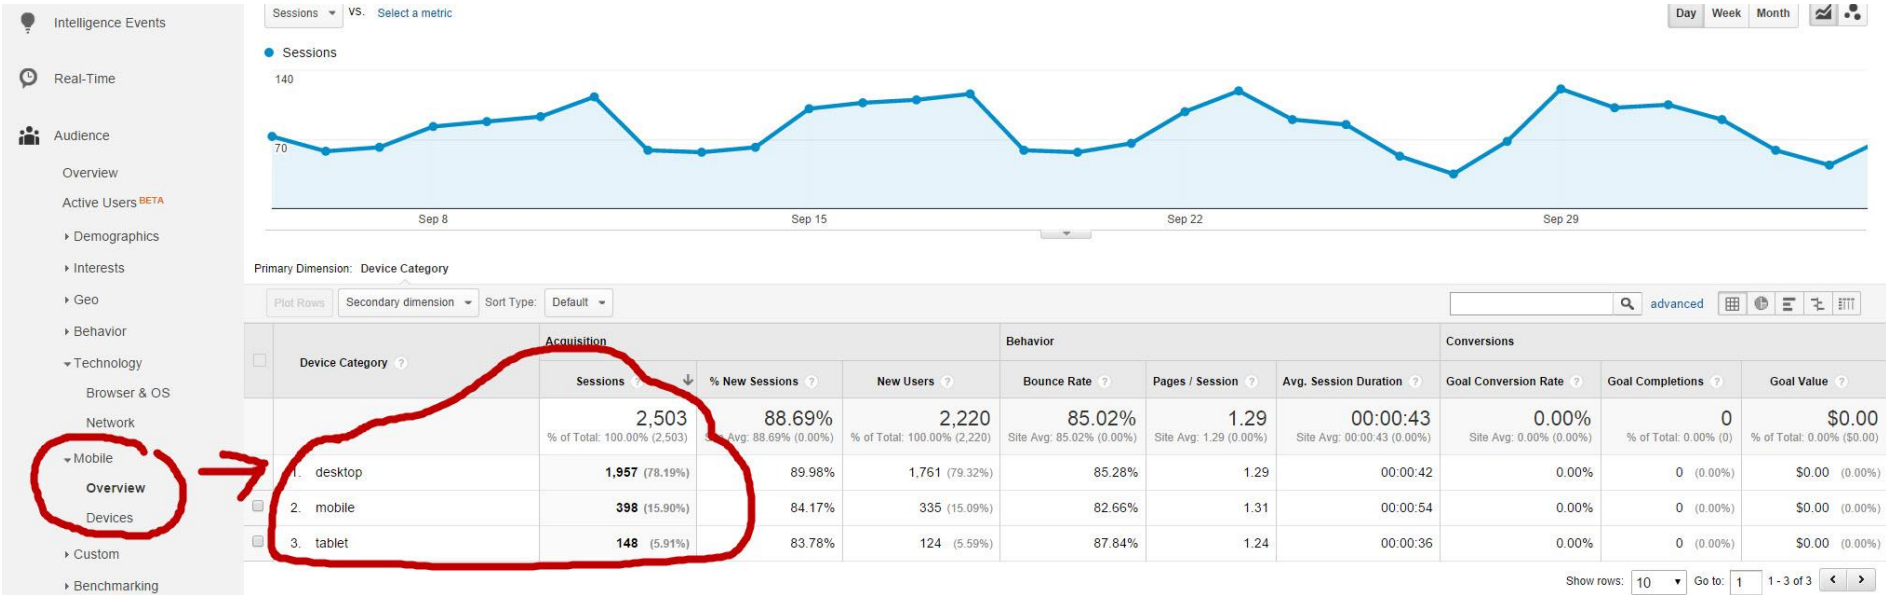 Intelligence Events
Real-Time
Audience
Overview
Active Users BETA
Demographics
Interests
Geo
Behavior
Technology
Browser & OS
Network
Mobile
Overview
Devices
Custom
Benchmarking
Sessions VS. Select a metric
Day Week Month
Sessions
140
70
Sep 8 Sep 15 Sep 22 Sep 29
Primary Dimension: Device Category
Plot Rows Secondary dimension Sort Type: Default advanced
Device Category ? Acquisition Behavior Conversions
Sessions ? % New Sessions ? New Users ? Bounce Rate ? Pages / Session ? Avg. Session Duration ? Goal Conversion Rate ? Goal Completions ? Goal Value ?
2,503 88.69% 2,220 85.02% 1.29 00:00:43 0.00% 0 $0.00
% of Total: 100.00% (2,503) Site Avg: 88.69% (0.00%) % of Total: 100.00% (2,220) Site Avg: 85.02% (0.00%) Site Avg: 1.29 (0.00%) Site Avg: 00:00:43 (0.00%) Site Avg: 0.00% (0.00%) % of Total: 0.00% (0) % of Total: 0.00% ($0.00)
1. desktop 1,957 (78.19%) 89.98% 1,761 (79.32%) 85.28% 1.29 00:00:42 0.00% 0 (0.00%) $0.00 (0.00%)
2. mobile 398 (15.90%) 84.17% 335 (15.09%) 82.66% 1.31 00:00:54 0.00% 0 (0.00%) $0.00 (0.00%)
3. tablet 148 (5.91%) 83.78% 124 (5.59%) 87.84% 1.24 00:00:36 0.00% 0 (0.00%) $0.00 (0.00%)
Show rows: 10 Go to: 1 1 - 3 of 3